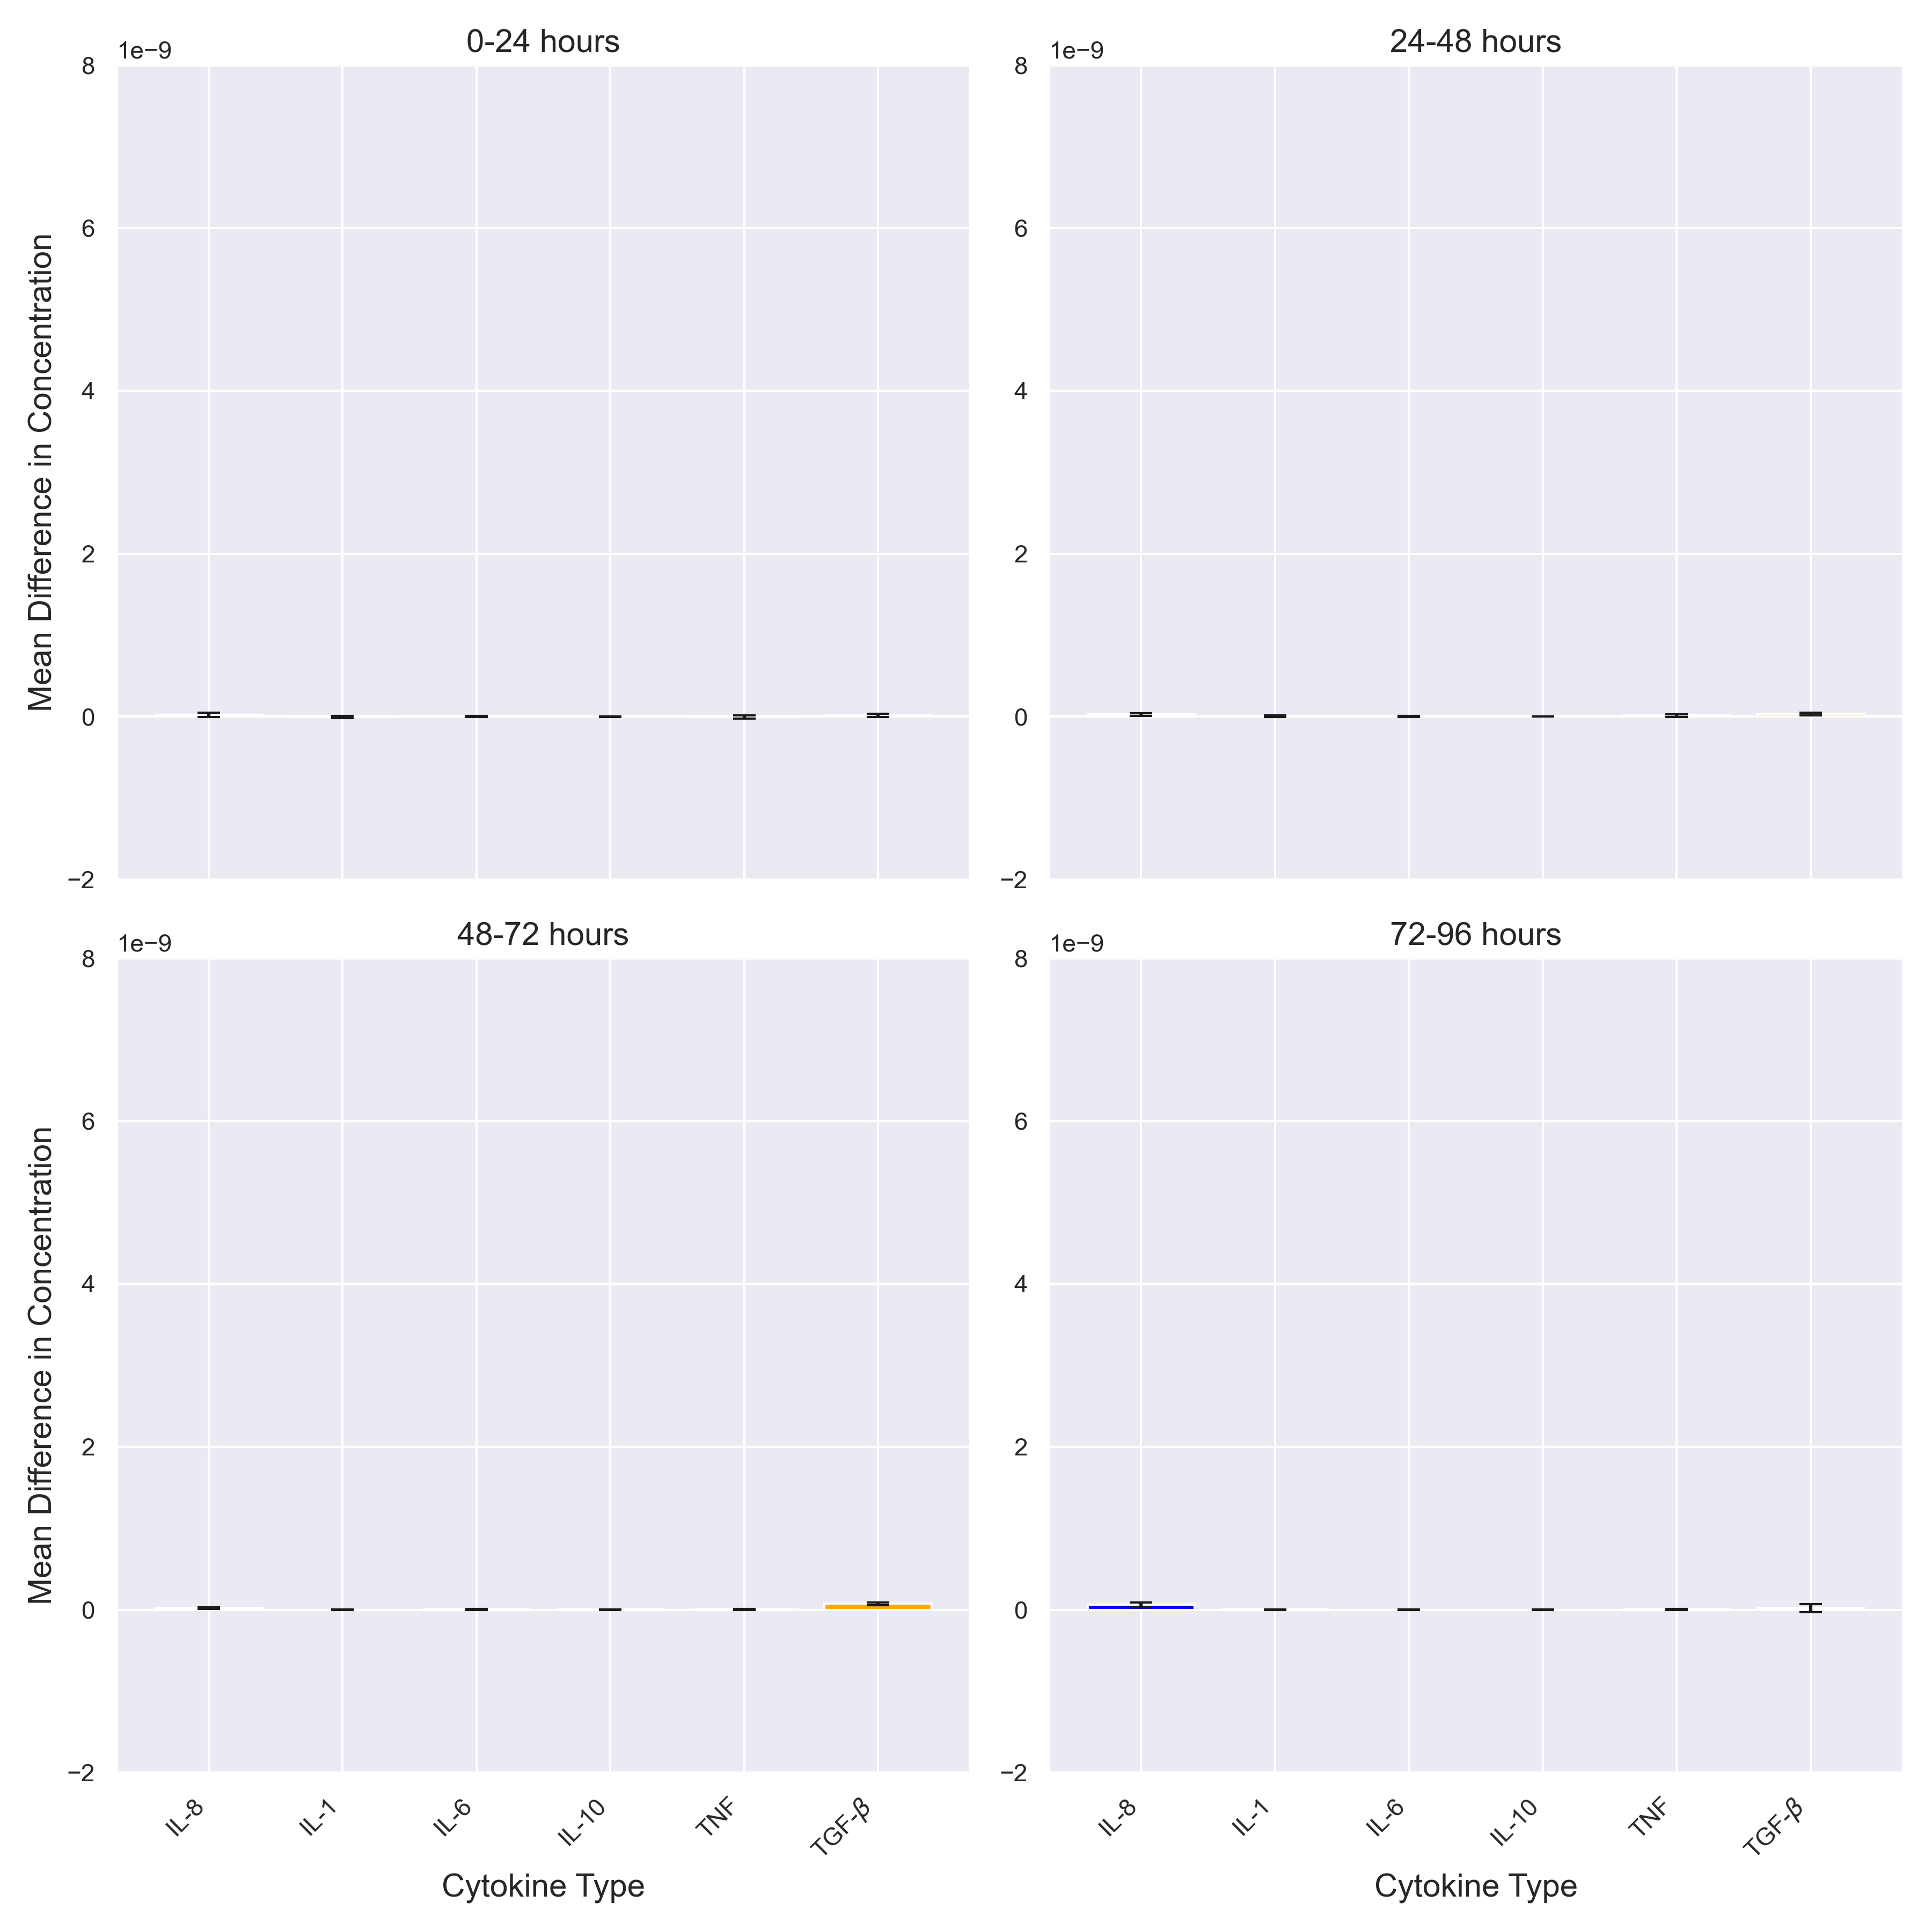 0-24 hours
24-48 hours
1e−9
1e−9
8
6
4
2
0
−2
8
6
4
2
0
−2
Mean Difference in Concentration
48-72 hours
72-96 hours
1e−9
1e−9
8
6
4
2
0
−2
8
6
4
2
0
−2
Mean Difference in Concentration
IL-8
IL-1
IL-6
IL-10
TNF
TGF-β
IL-8
IL-1
IL-6
IL-10
TNF
TGF-β
Cytokine Type
Cytokine Type